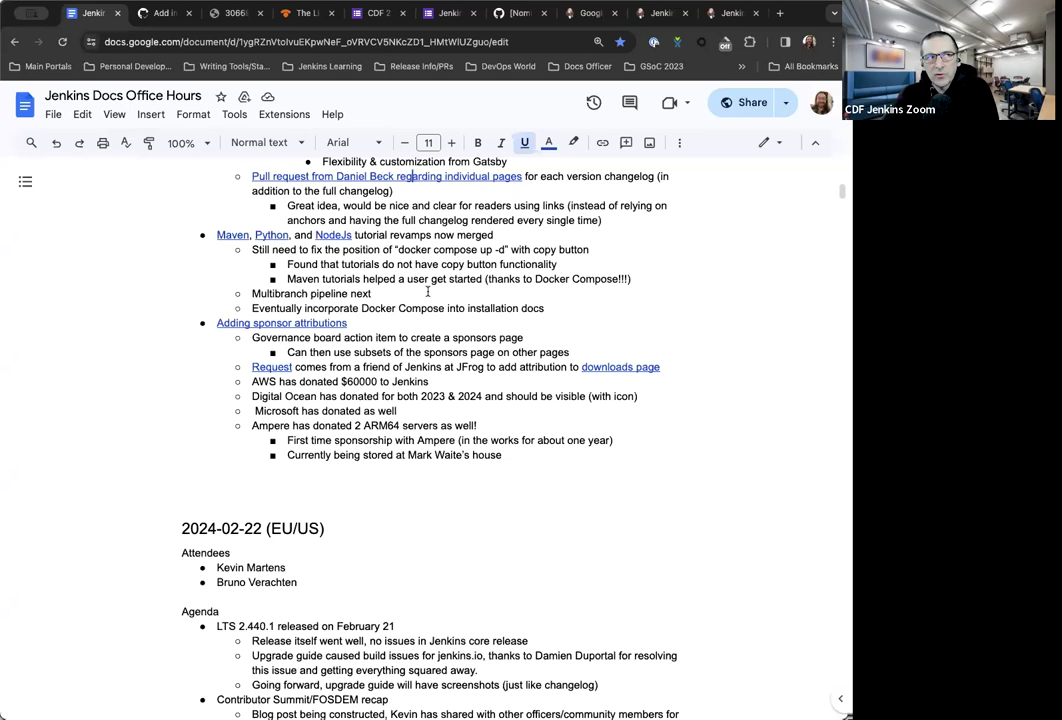 Jenkir
Add in
3066
The Li
CDF 2
Jenki
[Nom
Googl
Jenki
Jenki
docs.google.com/document/d/1ygRZnVtoIvuEKpwNeF_oVRVCV5NKcZD1_HMtWlUZguo/edit
Off
Main Portals
Personal Develop...
Writing Tools/Sta...
Jenkins Learning
Release Info/PRs
DevOps World
Docs Officer
GSoC 2023
All Bookmarks
CDF Jenkins Zoom
Jenkins Docs Office Hours
File Edit View Insert Format Tools Extensions Help
Share
100% Normal text Arial 11 B I U A
■ Flexibility & customization from Gatsby
○ Pull request from Daniel Beck regarding individual pages for each version changelog (in
addition to the full changelog)
■ Great idea, would be nice and clear for readers using links (instead of relying on
anchors and having the full changelog rendered every single time)
● Maven, Python, and NodeJs tutorial revamps now merged
○ Still need to fix the position of “docker compose up -d” with copy button
■ Found that tutorials do not have copy button functionality
■ Maven tutorials helped a user get started (thanks to Docker Compose!!!)
○ Multibranch pipeline next
○ Eventually incorporate Docker Compose into installation docs
● Adding sponsor attributions
○ Governance board action item to create a sponsors page
■ Can then use subsets of the sponsors page on other pages
○ Request comes from a friend of Jenkins at JFrog to add attribution to downloads page
○ AWS has donated $60000 to Jenkins
○ Digital Ocean has donated for both 2023 & 2024 and should be visible (with icon)
○ Microsoft has donated as well
○ Ampere has donated 2 ARM64 servers as well!
■ First time sponsorship with Ampere (in the works for about one year)
■ Currently being stored at Mark Waite’s house
2024-02-22 (EU/US)
Attendees
● Kevin Martens
● Bruno Verachten
Agenda
● LTS 2.440.1 released on February 21
○ Release itself went well, no issues in Jenkins core release
○ Upgrade guide caused build issues for jenkins.io, thanks to Damien Duportal for resolving
this issue and getting everything squared away.
○ Going forward, upgrade guide will have screenshots (just like changelog)
● Contributor Summit/FOSDEM recap
○ Blog post being constructed, Kevin has shared with other officers/community members for